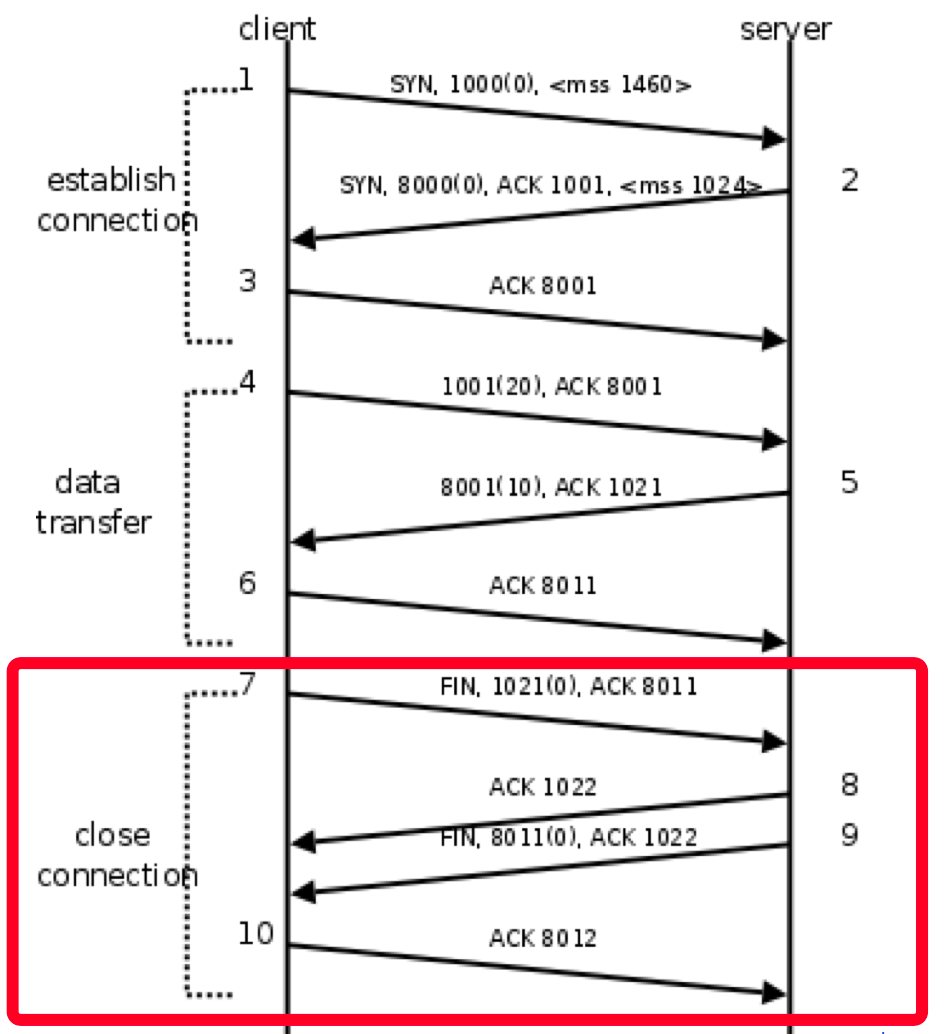 client
server
1
SYN, 1000(0), <mss 1460>
establish
connection
SYN, 8000(0), ACK 1001, <mss 1024>
2
3
ACK 8001
4
1001(20), ACK 8001
data
transfer
8001(10), ACK 1021
5
6
ACK 8011
7
FIN, 1021(0), ACK 8011
ACK 1022
8
close
connection
FIN, 8011(0), ACK 1022
9
10
ACK 8012